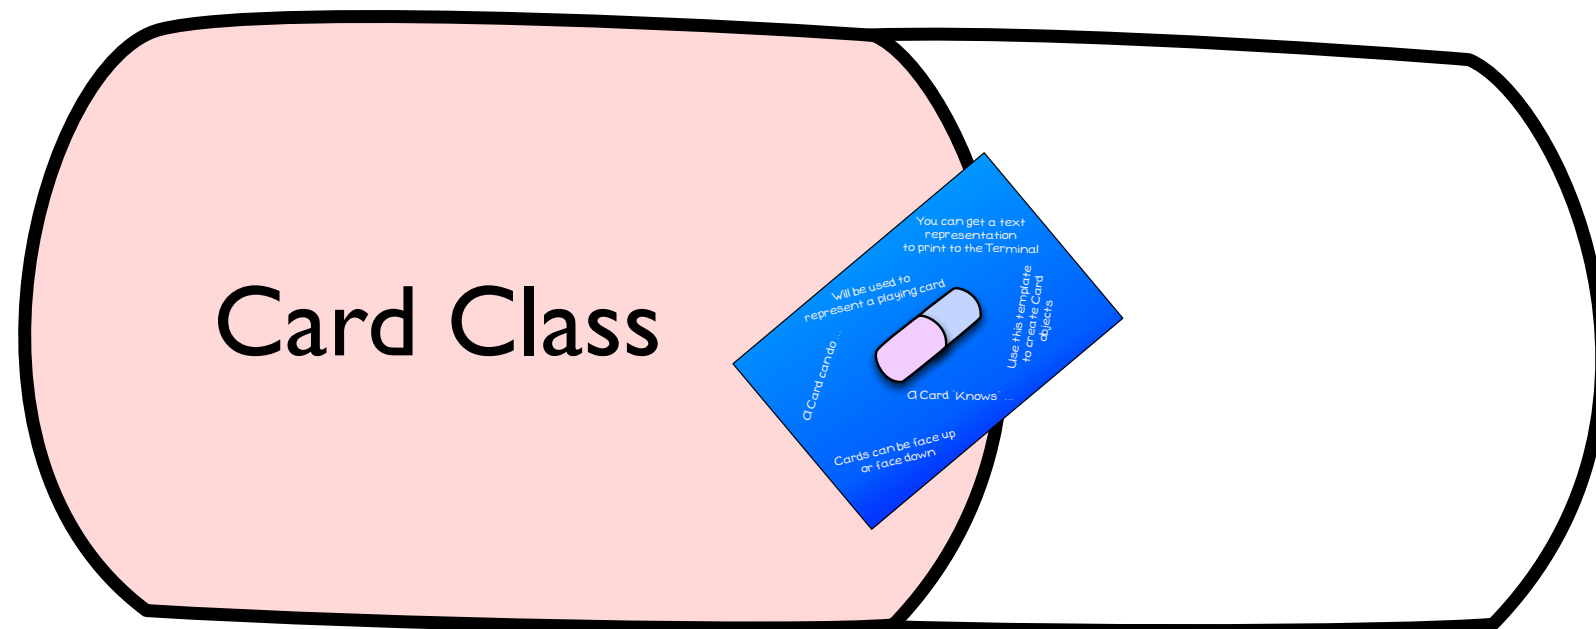 Card Class
You can get a text
representation
to print to the Terminal
Will be used to
represent a playing card
Use this template
to create Card
objects
A Card can do ...
A Card "Knows" ...
Cards can be face up
or face down